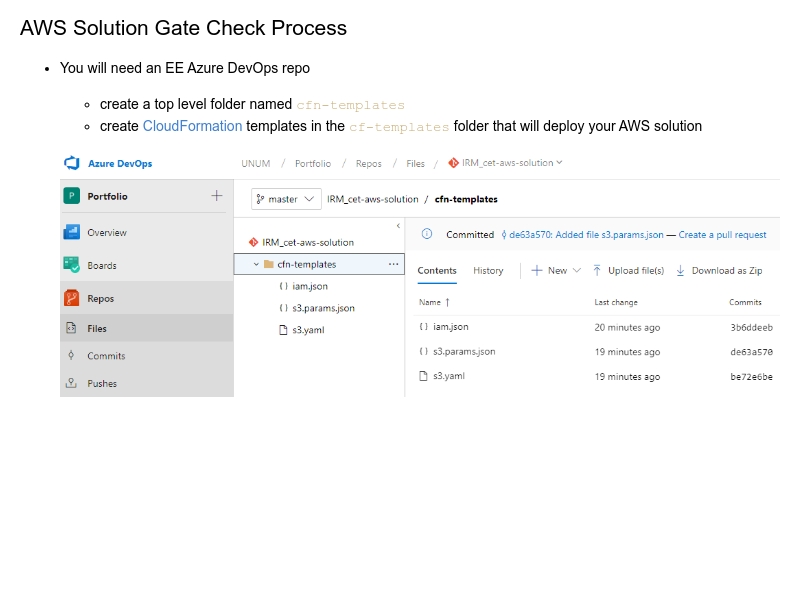 AWS Solution Gate Check Process
• You will need an EE Azure DevOps repo
◦ create a top level folder named cfn-templates
◦ create CloudFormation templates in the cf-templates folder that will deploy your AWS solution
Azure DevOps
UNUM / Portfolio / Repos / Files / IRM_cet-aws-solution
P Portfolio +
master IRM_cet-aws-solution / cfn-templates
Overview
Boards
Repos
Files
Commits
Pushes
IRM_cet-aws-solution
cfn-templates ...
{} iam.json
{} s3.params.json
s3.yaml
Committed de63a570: Added file s3.params.json — Create a pull request
Contents History + New Upload file(s) Download as Zip
Name ↑ Last change Commits
{} iam.json 20 minutes ago 3b6ddeeb
{} s3.params.json 19 minutes ago de63a570
s3.yaml 19 minutes ago be72e6be